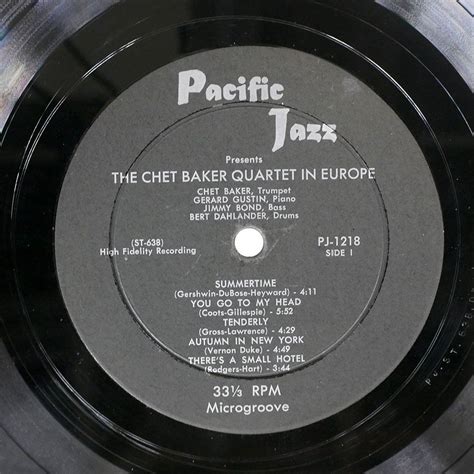 Pacific
Jazz
Presents
THE CHET BAKER QUARTET IN EUROPE
CHET BAKER, Trumpet
GERARD GUSTIN, Piano
JIMMY BOND, Bass
BERT DAHLANDER, Drums
(ST-638)
High Fidelity Recording
PJ-1218
SIDE I
SUMMERTIME
(Gershwin-DuBose-Heyward) - 4:11
YOU GO TO MY HEAD
(Coots-Gillespie) - 5:52
TENDERLY
(Gross-Lawrence) - 4:29
AUTUMN IN NEW YORK
(Vernon Duke) - 4:49
THERE'S A SMALL HOTEL
(Rodgers-Hart) - 3:44
33⅓ RPM
Microgroove